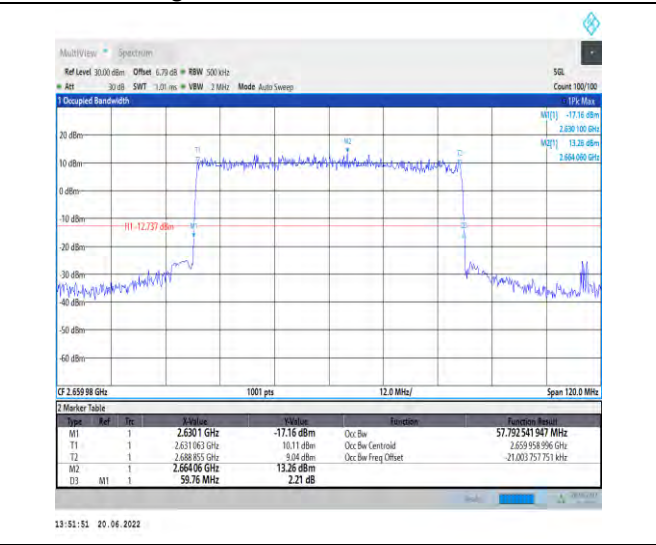 MultiView Spectrum
Ref Level 30.00 dBm Offset 6.79 dB RBW 500 kHz SGL
Att 30 dB SWT 1.01 ms VBW 2 MHz Mode Auto Sweep Count 100/100
1 Occupied Bandwidth 1Pk Max
M1[1] -17.16 dBm
2.630 100 GHz
M2[1] 13.26 dBm
2.664 060 GHz
20 dBm
T1 M2 T2
10 dBm
0 dBm
-10 dBm
H1 -12.737 dBm M1 D3
-20 dBm
-30 dBm
-40 dBm
-50 dBm
-60 dBm
CF 2.659 98 GHz 1001 pts 12.0 MHz/ Span 120.0 MHz
2 Marker Table
Type Ref Trc X-Value Y-Value Function Function Result
M1 1 2.6301 GHz -17.16 dBm Occ Bw 57.792 541 947 MHz
T1 1 2.631 063 GHz 10.11 dBm Occ Bw Centroid 2.659 958 996 GHz
T2 1 2.688 855 GHz 9.04 dBm Occ Bw Freq Offset -21.003 757 751 kHz
M2 1 2.664 06 GHz 13.26 dBm
D3 M1 1 59.76 MHz 2.21 dB
13:51:51 20.06.2022